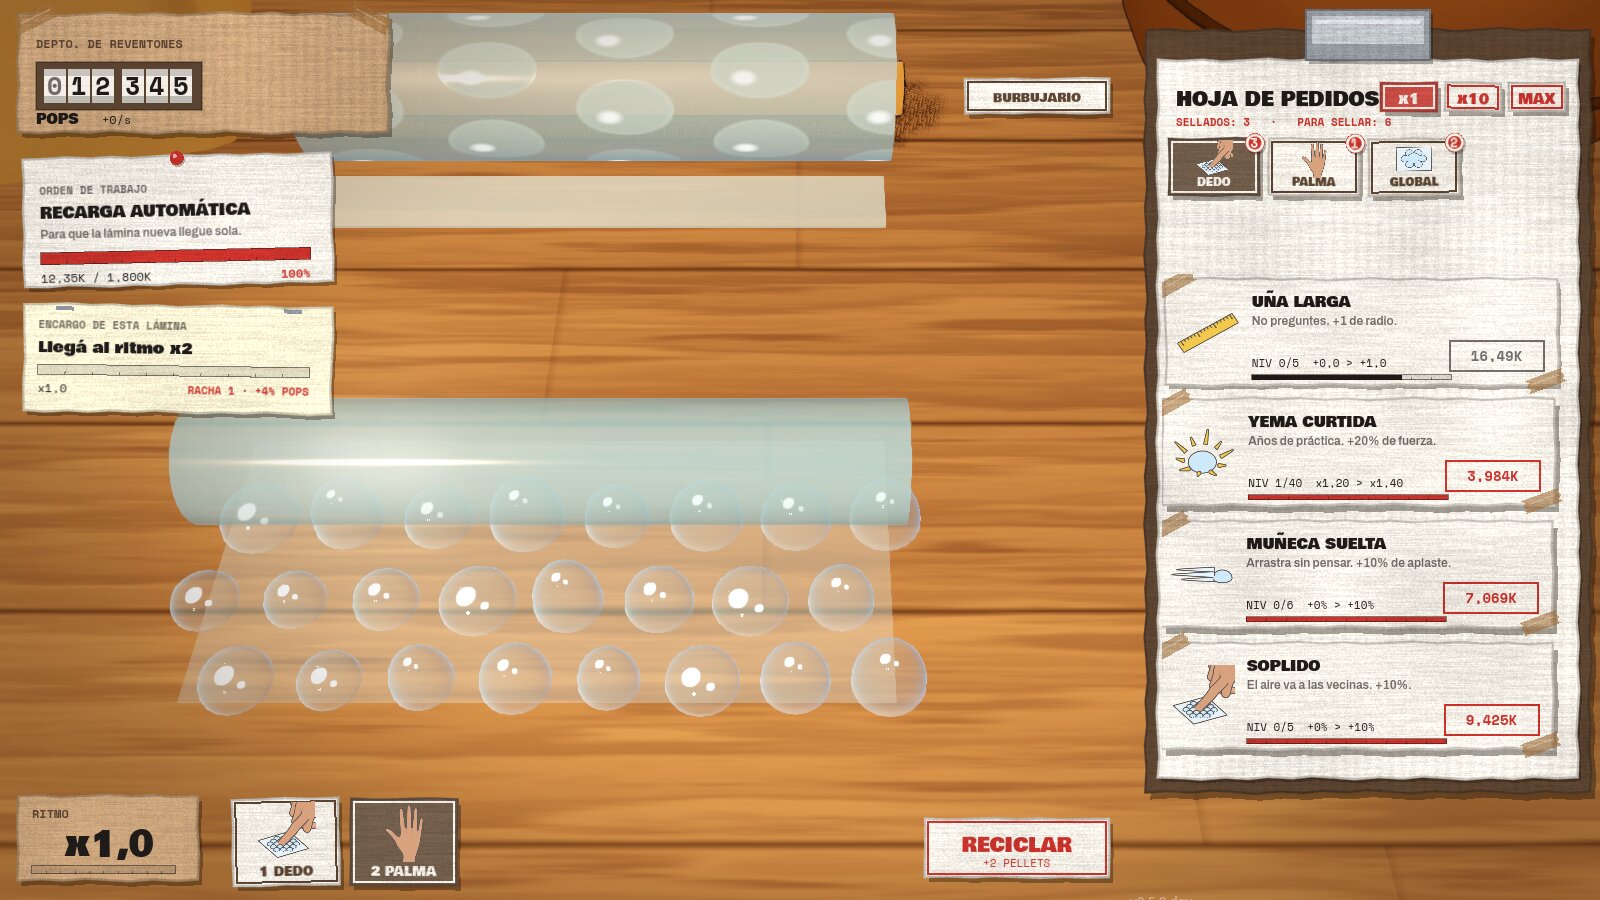 DEPTO. DE REVENTONES
012345
POPS +0/s
ORDEN DE TRABAJO
RECARGA AUTOMÁTICA
Para que la lámina nueva llegue sola.
12,35K / 1,800K 100%
ENCARGO DE ESTA LÁMINA
Llegá al ritmo x2
x1,0 RACHA 1 · +4% POPS
RITMO
x1,0
1 DEDO
2 PALMA
BURBUJARIO
RECICLAR
+2 PELLETS
HOJA DE PEDIDOS x1 x10 MAX
SELLADOS: 3 · PARA SELLAR: 6
3 1 2
DEDO PALMA GLOBAL
UÑA LARGA
No preguntes. +1 de radio.
NIV 0/5 +0,0 > +1,0 16,49K
YEMA CURTIDA
Años de práctica. +20% de fuerza.
NIV 1/40 x1,20 > x1,40 3,984K
MUÑECA SUELTA
Arrastra sin pensar. +10% de aplaste.
NIV 0/6 +0% > +10% 7,069K
SOPLIDO
El aire va a las vecinas. +10%.
NIV 0/5 +0% > +10% 9,425K